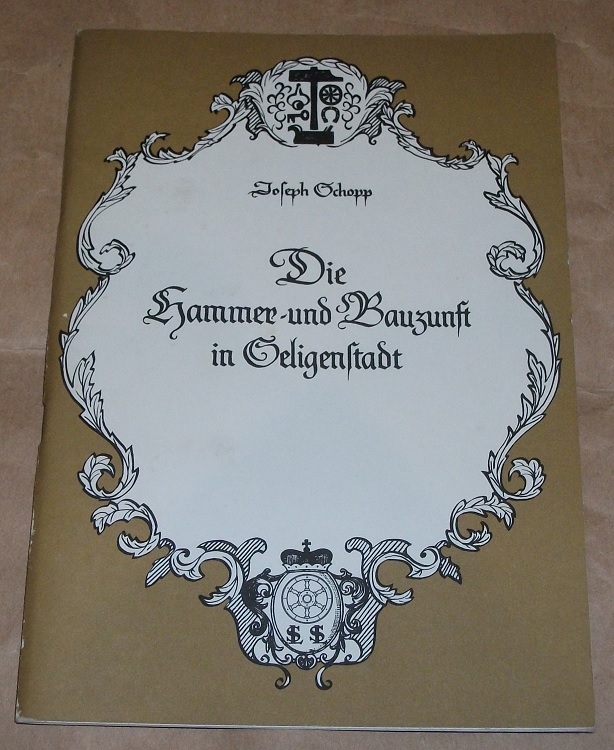 Joseph Schopp
Die
Hammer- und Bauzunft
in Seligenstadt
S S